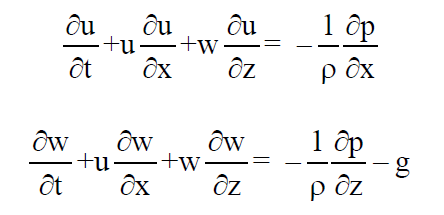 ∂u/∂t + u ∂u/∂x + w ∂u/∂z = − 1/ρ ∂p/∂x
∂w/∂t + u ∂w/∂x + w ∂w/∂z = − 1/ρ ∂p/∂z − g